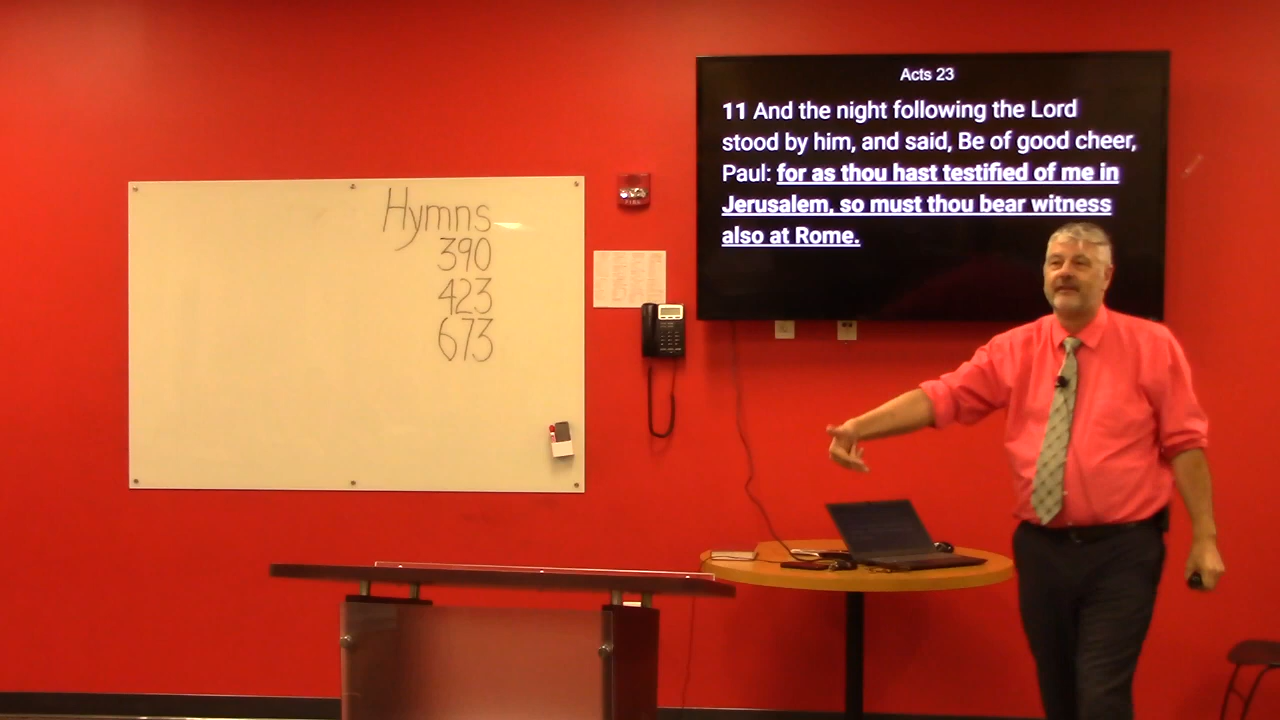 Hymns
390
423
673
FIRE
Acts 23
11 And the night following the Lord
stood by him, and said, Be of good cheer,
Paul: for as thou hast testified of me in
Jerusalem, so must thou bear witness
also at Rome.